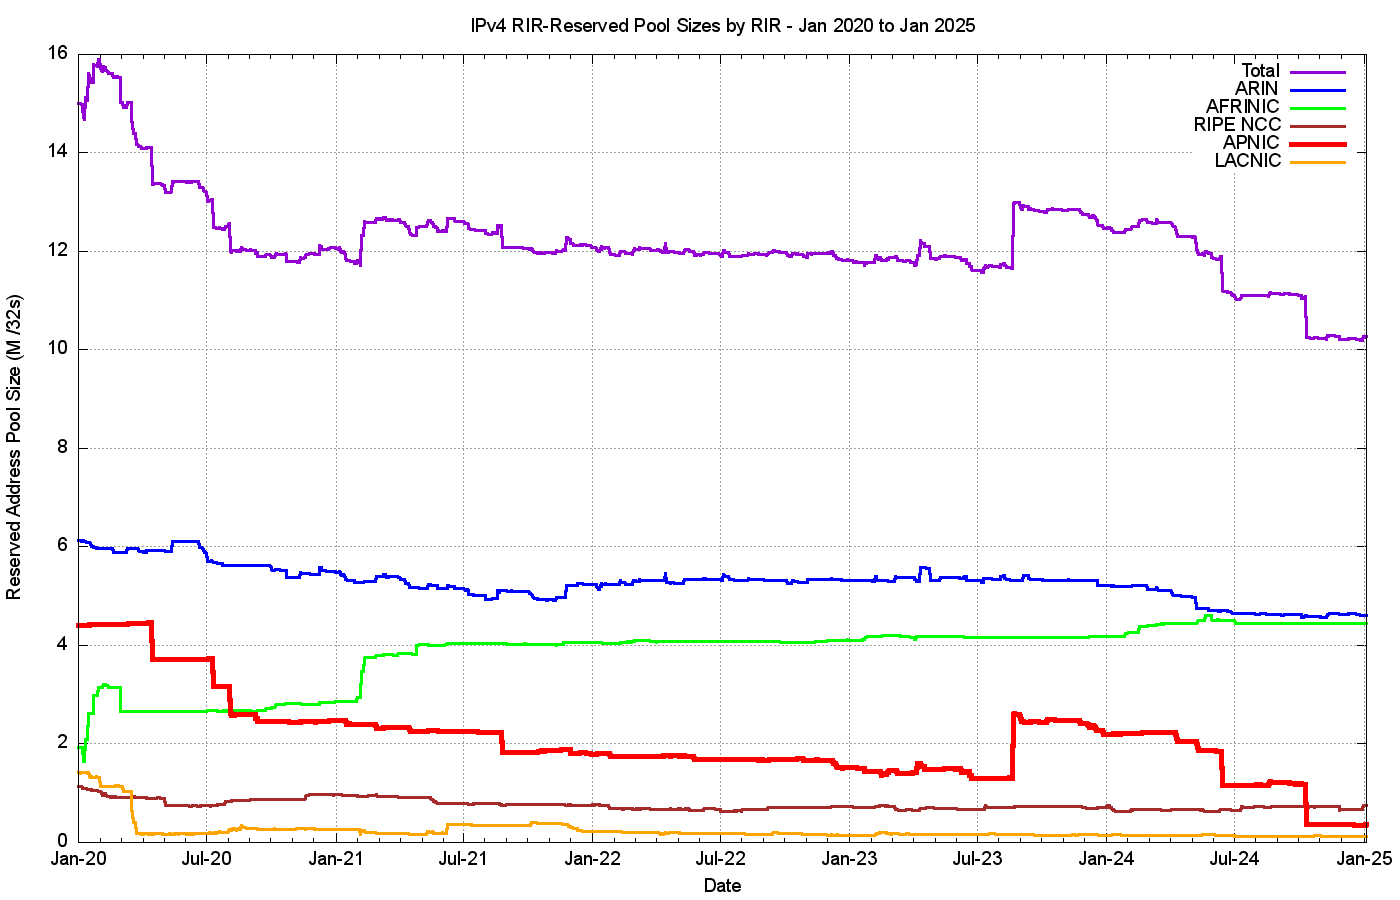 IPv4 RIR-Reserved Pool Sizes by RIR - Jan 2020 to Jan 2025
16
14
12
10
8
6
4
2
0
Reserved Address Pool Size (M /32s)
Total
ARIN
AFRINIC
RIPE NCC
APNIC
LACNIC
Jan-20 Jul-20 Jan-21 Jul-21 Jan-22 Jul-22 Jan-23 Jul-23 Jan-24 Jul-24 Jan-25
Date